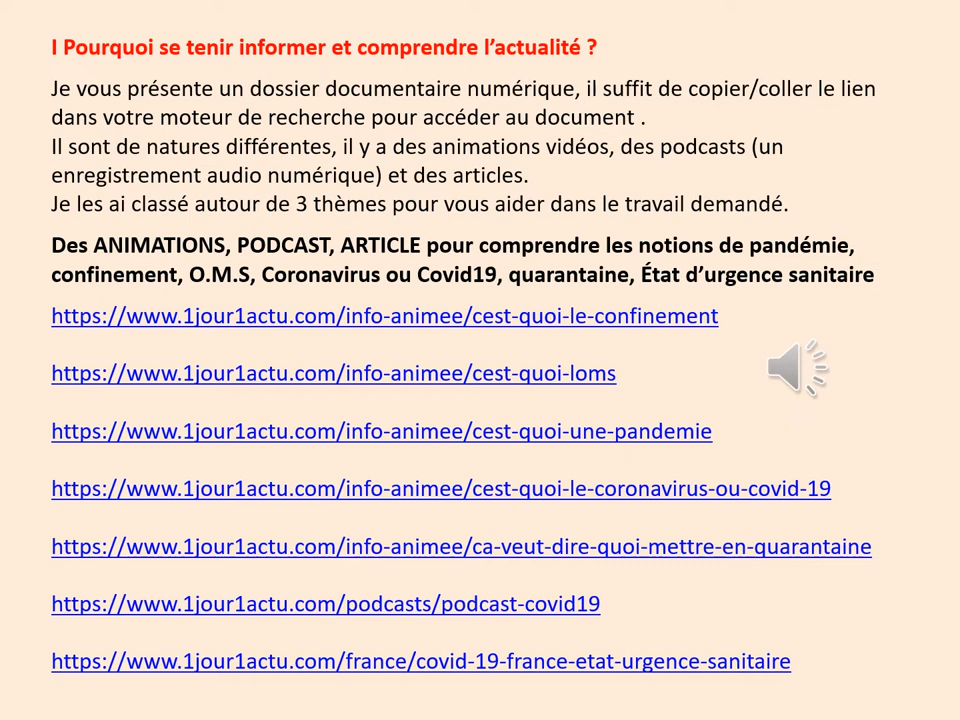 I Pourquoi se tenir informer et comprendre l’actualité ?
Je vous présente un dossier documentaire numérique, il suffit de copier/coller le lien
dans votre moteur de recherche pour accéder au document .
Il sont de natures différentes, il y a des animations vidéos, des podcasts (un
enregistrement audio numérique) et des articles.
Je les ai classé autour de 3 thèmes pour vous aider dans le travail demandé.
Des ANIMATIONS, PODCAST, ARTICLE pour comprendre les notions de pandémie,
confinement, O.M.S, Coronavirus ou Covid19, quarantaine, État d’urgence sanitaire
https://www.1jour1actu.com/info-animee/cest-quoi-le-confinement
https://www.1jour1actu.com/info-animee/cest-quoi-loms
https://www.1jour1actu.com/info-animee/cest-quoi-une-pandemie
https://www.1jour1actu.com/info-animee/cest-quoi-le-coronavirus-ou-covid-19
https://www.1jour1actu.com/info-animee/ca-veut-dire-quoi-mettre-en-quarantaine
https://www.1jour1actu.com/podcasts/podcast-covid19
https://www.1jour1actu.com/france/covid-19-france-etat-urgence-sanitaire